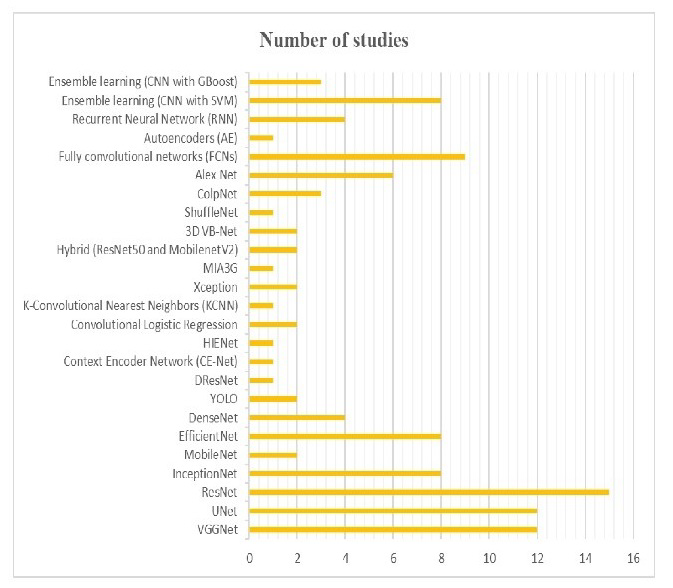 Number of studies
Ensemble learning (CNN with GBoost)
Ensemble learning (CNN with SVM)
Recurrent Neural Network (RNN)
Autoencoders (AE)
Fully convolutional networks (FCNs)
Alex Net
ColpNet
ShuffleNet
3D VB-Net
Hybrid (ResNet50 and MobilenetV2)
MIA3G
Xception
K-Convolutional Nearest Neighbors (KCNN)
Convolutional Logistic Regression
HIENet
Context Encoder Network (CE-Net)
DResNet
YOLO
DenseNet
EfficientNet
MobileNet
InceptionNet
ResNet
UNet
VGGNet
0 2 4 6 8 10 12 14 16